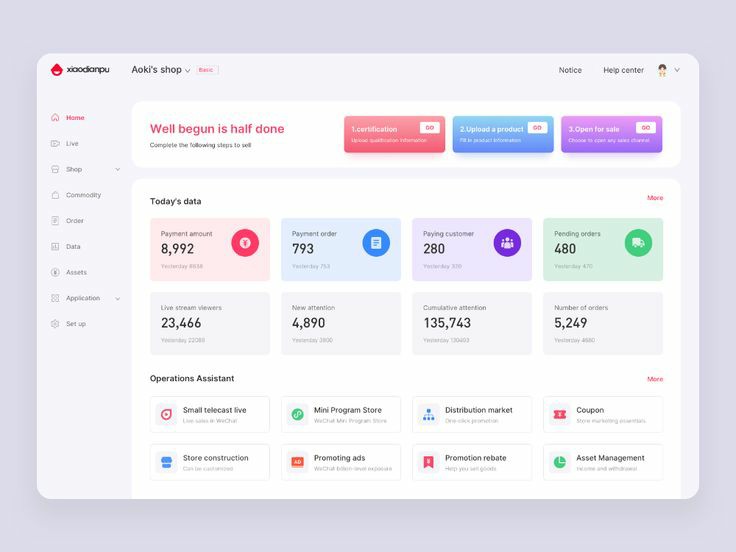 xiaodianpu
Aoki's shop
Basic
Notice
Help center
Home
Live
Shop
Commodity
Order
Data
Assets
Application
Set up
Well begun is half done
Complete the following steps to sell
1.certification
GO
Upload qualification information
2.Upload a product
GO
Fill in product information
3.Open for sale
GO
Choose to open any sales channel
Today's data
More
Payment amount
8,992
Yesterday 8638
¥
Payment order
793
Yesterday 753
Paying customer
280
Yesterday 320
Pending orders
480
Yesterday 470
Live stream viewers
23,466
Yesterday 22088
New attention
4,890
Yesterday 3800
Cumulative attention
135,743
Yesterday 130493
Number of orders
5,249
Yesterday 4680
Operations Assistant
More
Small telecast live
Live sales in WeChat
Mini Program Store
WeChat Mini Program Store
Distribution market
One-click promotion
Coupon
Store marketing essentials
Store construction
Can be customized
AD
Promoting ads
WeChat billion-level exposure
Promotion rebate
Help you sell goods
Asset Management
Income and withdrawal